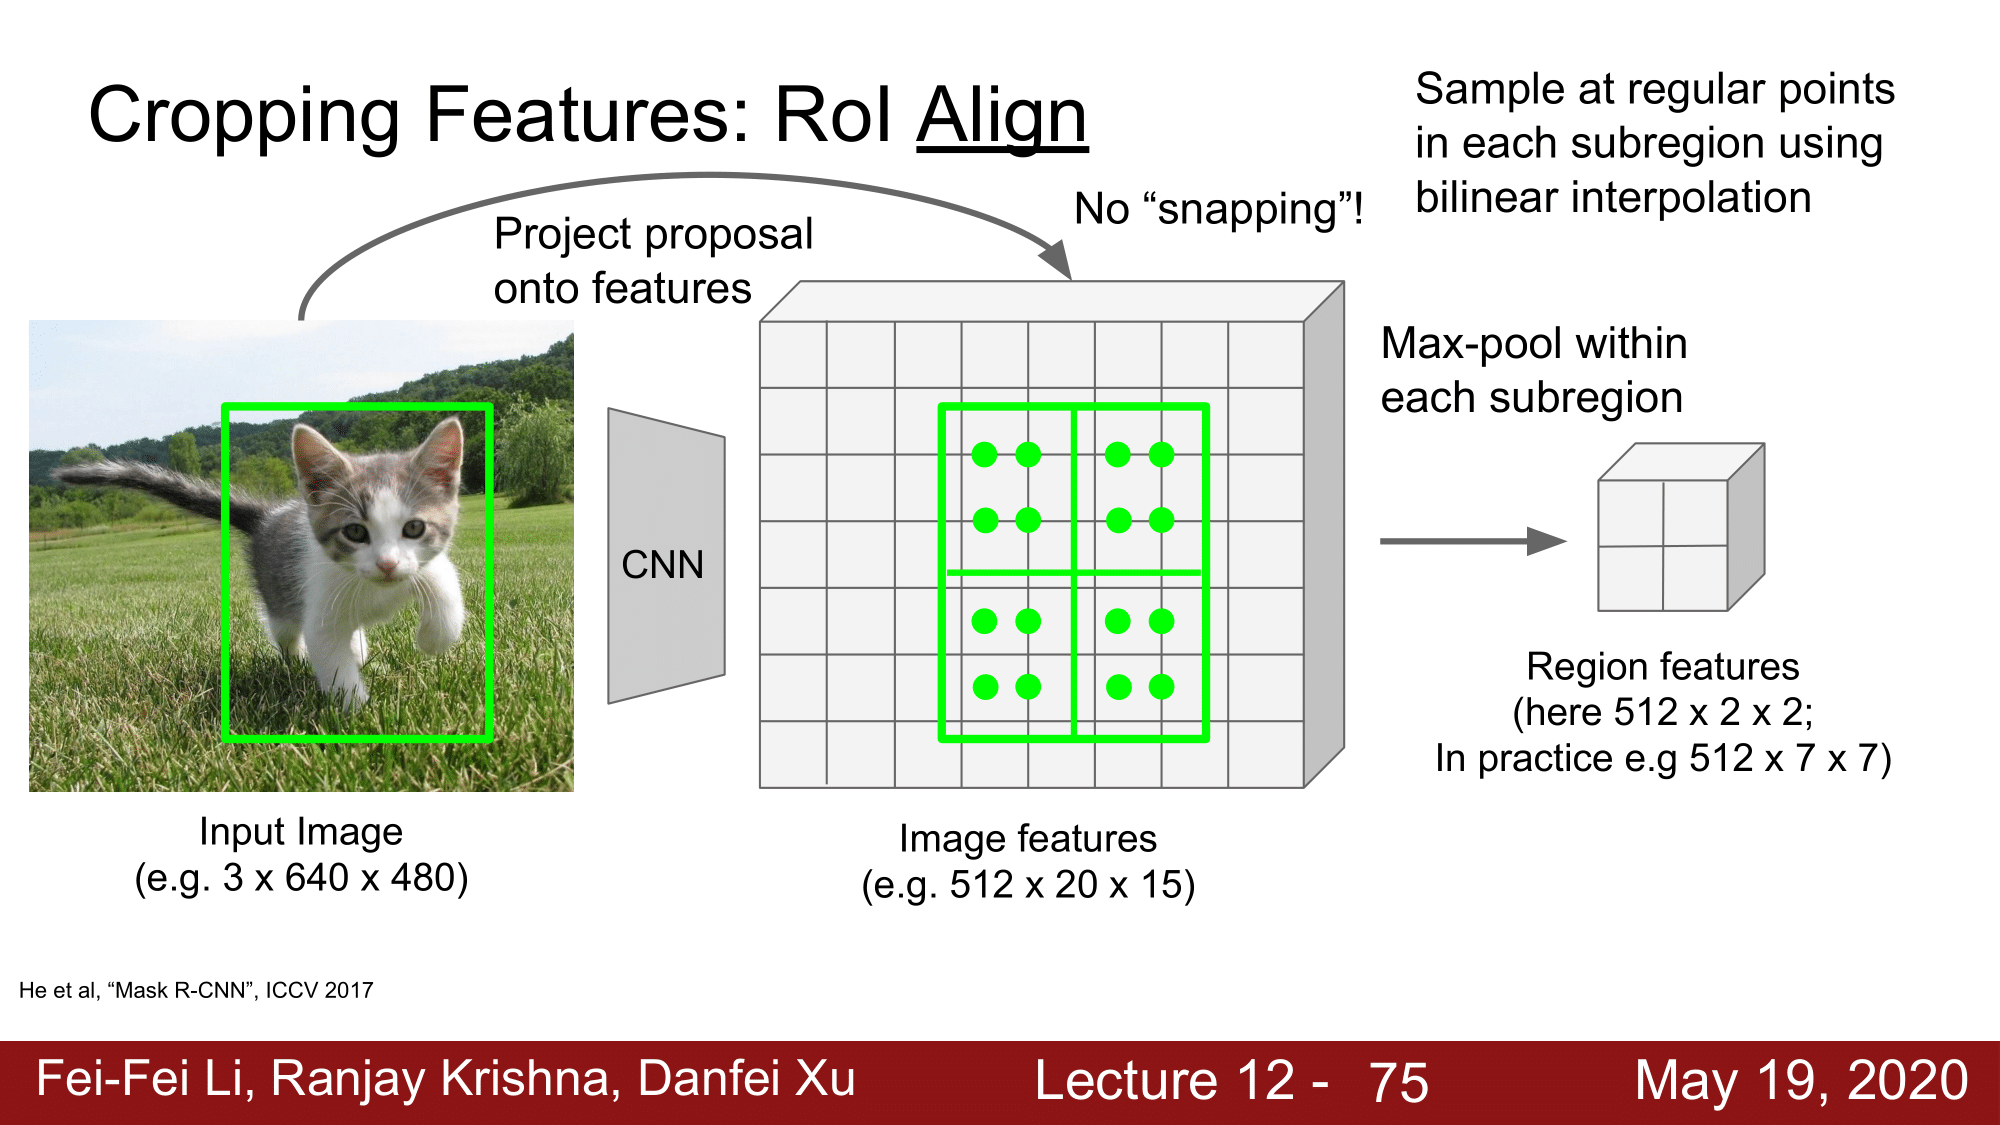 Cropping Features: RoI Align
Sample at regular points
in each subregion using
bilinear interpolation
No “snapping”!
Project proposal
onto features
Max-pool within
each subregion
CNN
Region features
(here 512 x 2 x 2;
In practice e.g 512 x 7 x 7)
Input Image
(e.g. 3 x 640 x 480)
Image features
(e.g. 512 x 20 x 15)
He et al, “Mask R-CNN”, ICCV 2017
Fei-Fei Li, Ranjay Krishna, Danfei Xu
Lecture 12 - 75
May 19, 2020